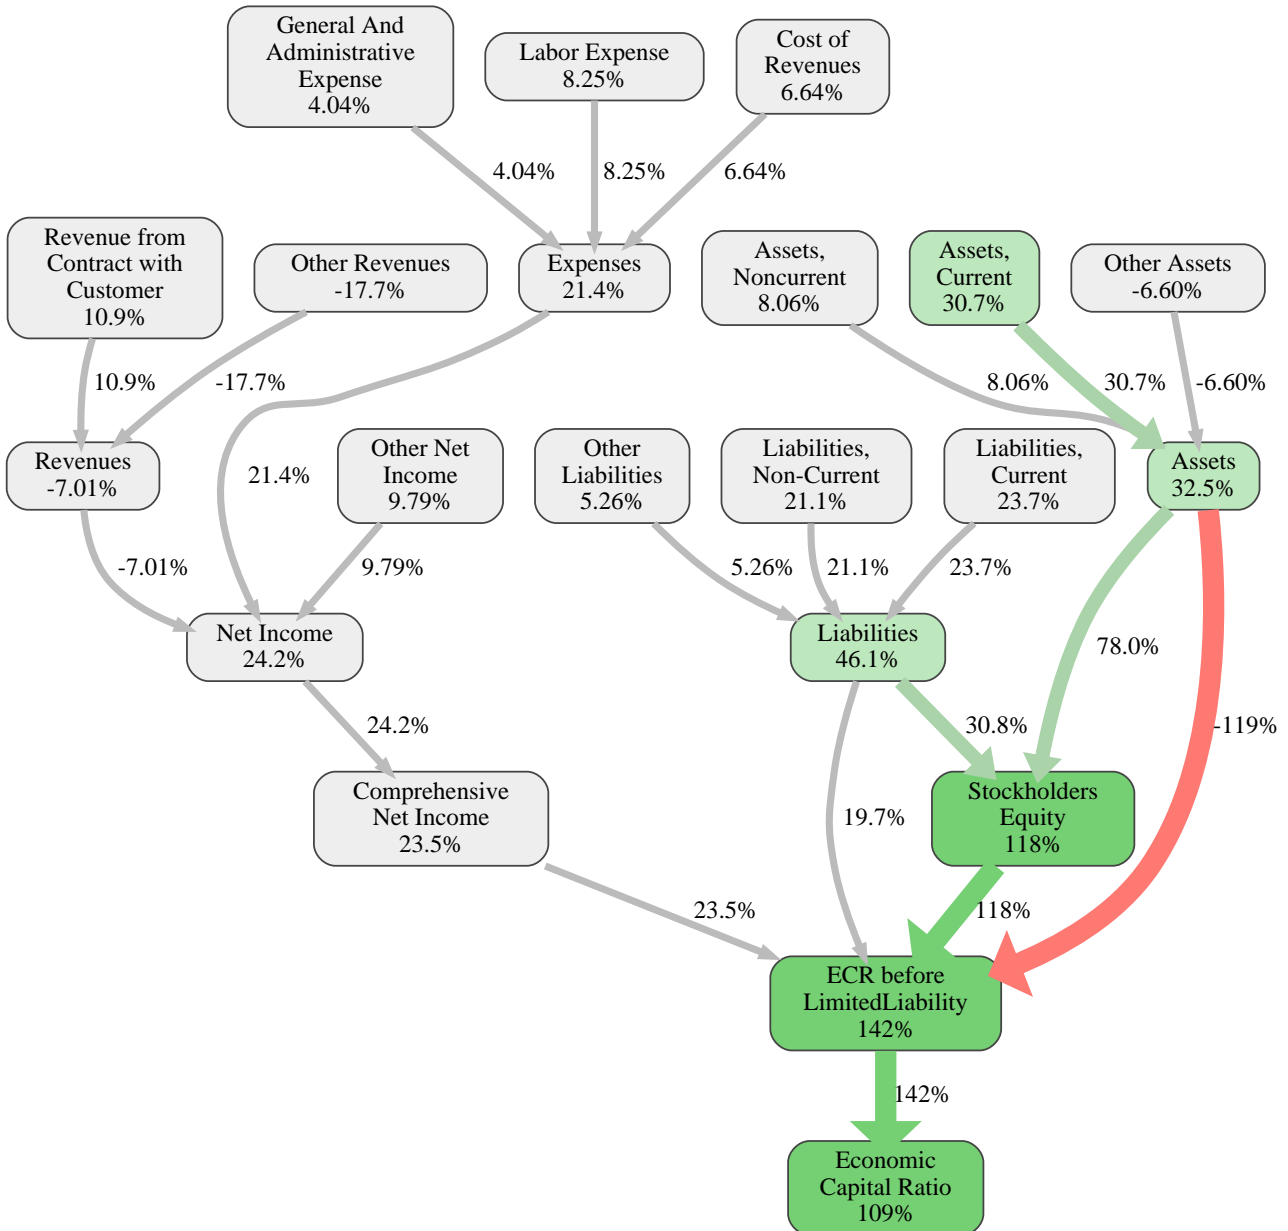 General And
Administrative
Expense
4.04%
Labor Expense
8.25%
Cost of
Revenues
6.64%
4.04%
8.25%
6.64%
Revenue from
Contract with
Customer
10.9%
Other Revenues
-17.7%
Expenses
21.4%
Assets,
Noncurrent
8.06%
Assets,
Current
30.7%
Other Assets
-6.60%
10.9%
-17.7%
8.06%
30.7%
-6.60%
Revenues
-7.01%
21.4%
Other Net
Income
9.79%
Other
Liabilities
5.26%
Liabilities,
Non-Current
21.1%
Liabilities,
Current
23.7%
Assets
32.5%
-7.01%
9.79%
5.26%
21.1%
23.7%
Net Income
24.2%
Liabilities
46.1%
78.0%
24.2%
30.8%
-119%
Comprehensive
Net Income
23.5%
19.7%
Stockholders
Equity
118%
23.5%
118%
ECR before
LimitedLiability
142%
142%
Economic
Capital Ratio
109%